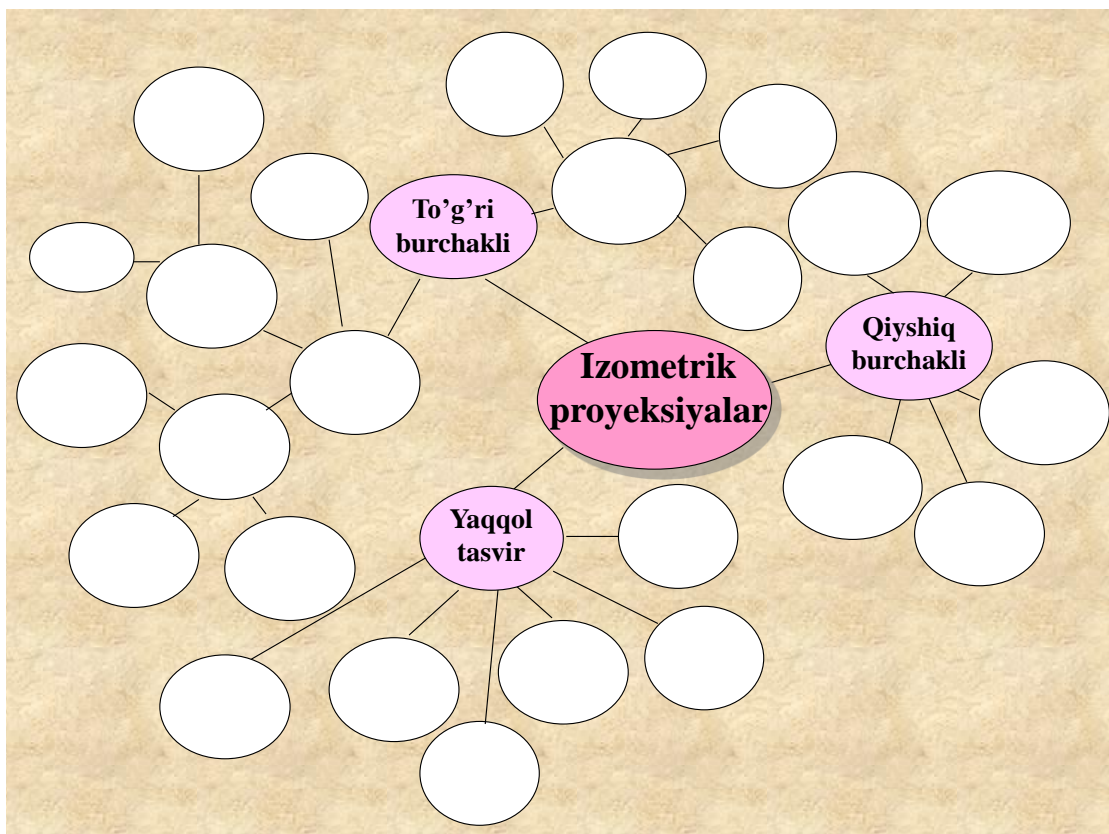 To’g’ri
burchakli
Izometrik
proyeksiyalar
Qiyshiq
burchakli
Yaqqol
tasvir